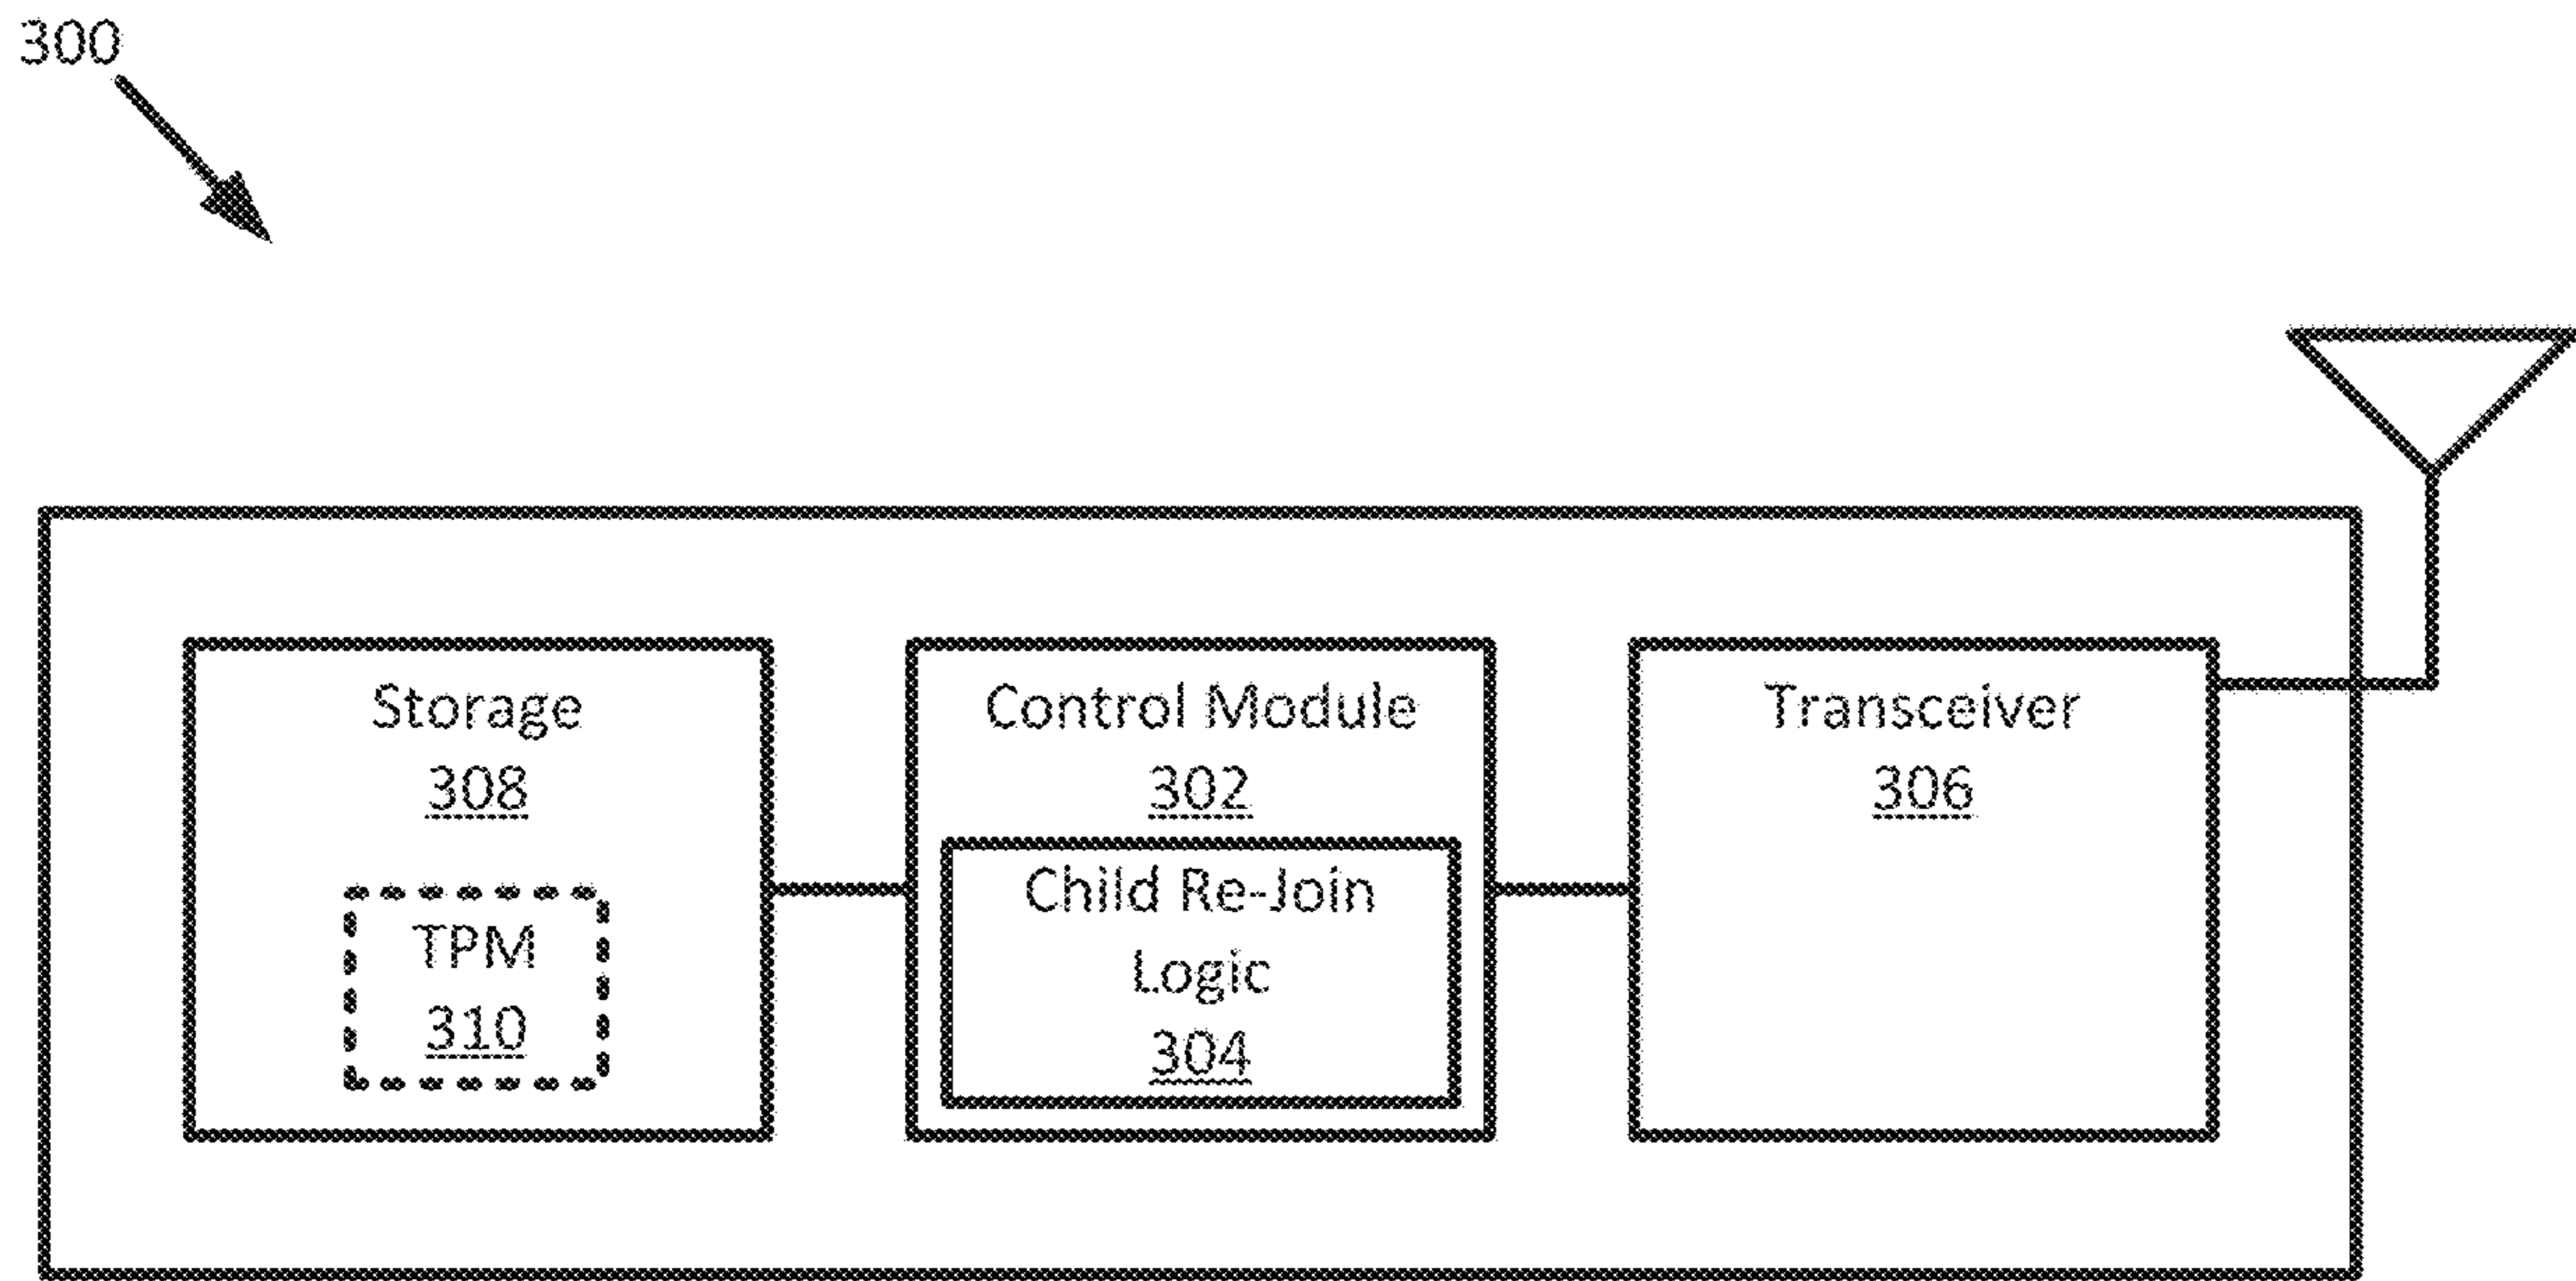 300
Storage
308
TPM
310
Control Module
302
Child Re-Join
Logic
304
Transceiver
306